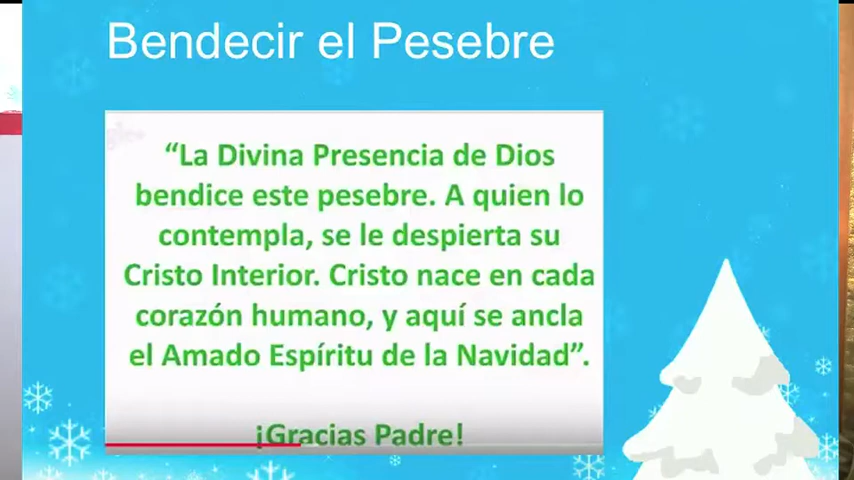 Bendecir el Pesebre
“La Divina Presencia de Dios
bendice este pesebre. A quien lo
contempla, se le despierta su
Cristo Interior. Cristo nace en cada
corazón humano, y aquí se ancla
el Amado Espíritu de la Navidad”.
¡Gracias Padre!